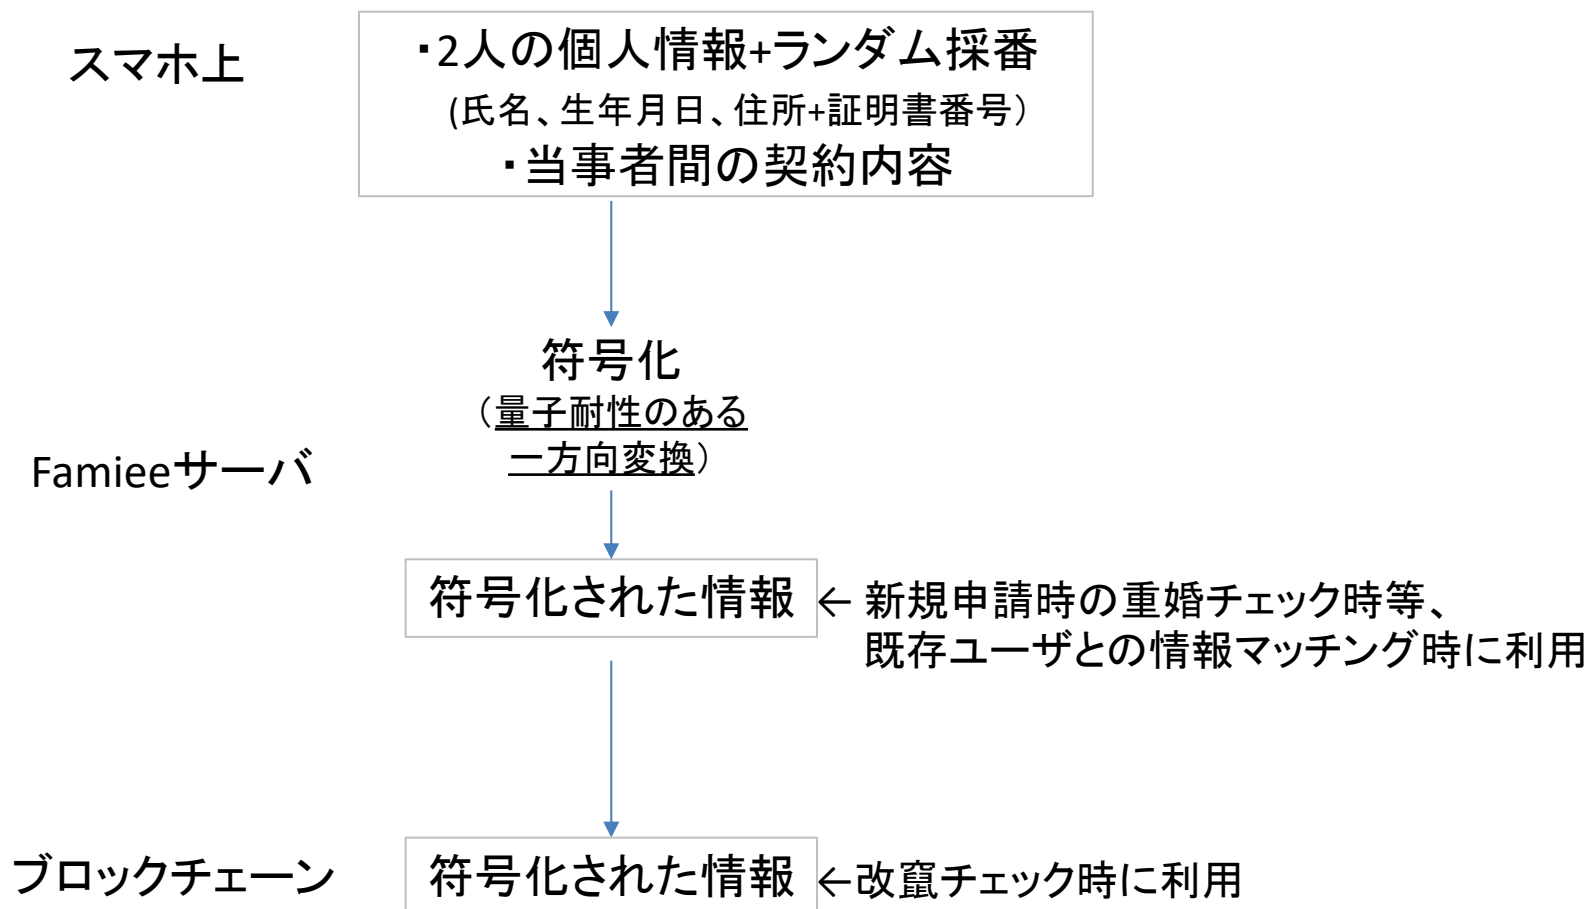 スマホ上
・2人の個人情報+ランダム採番
(氏名、生年月日、住所+証明書番号）
・当事者間の契約内容
符号化
（量子耐性のある
一方向変換）
Famieeサーバ
符号化された情報
← 新規申請時の重婚チェック時等、
既存ユーザとの情報マッチング時に利用
ブロックチェーン
符号化された情報
←改竄チェック時に利用